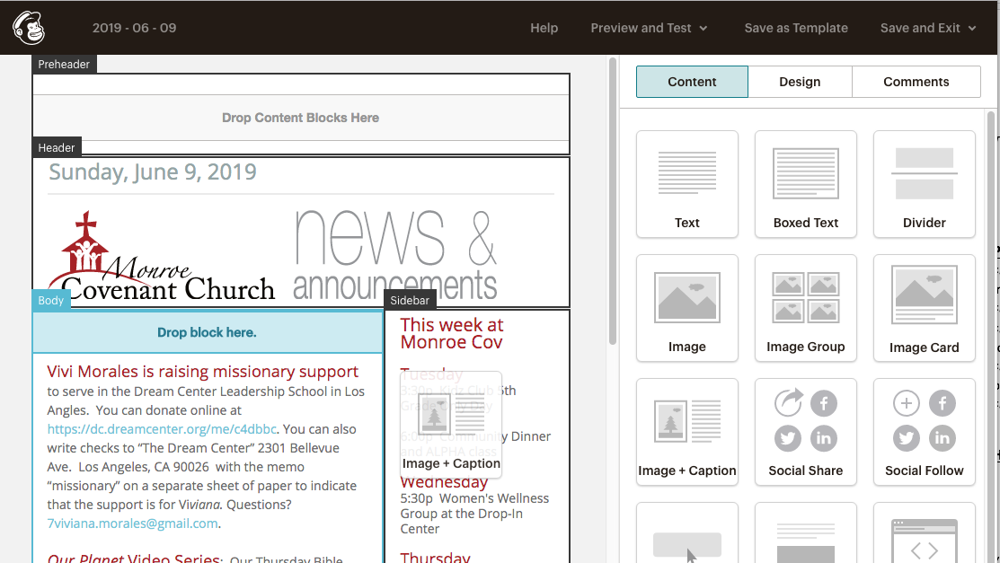 2019 - 06 - 09
Help
Preview and Test
Save as Template
Save and Exit
Preheader
Drop Content Blocks Here
Header
Sunday, June 9, 2019
Monroe
Covenant Church
news &
announcements
Body
Drop block here.
Vivi Morales is raising missionary support
to serve in the Dream Center Leadership School in Los
Angles.  You can donate online at
https://dc.dreamcenter.org/me/c4dbbc. You can also
write checks to “The Dream Center” 2301 Bellevue
Ave.  Los Angeles, CA 90026  with the memo
“missionary” on a separate sheet of paper to indicate
that the support is for Viviana. Questions?
7viviana.morales@gmail.com.
Our Planet Video Series:  Our Thursday Bible
Sidebar
This week at
Monroe Cov
Tuesday
3:30p  Kidz Club 5th
Grade Only Day
6:00p  Community Dinner
and ALPHA class
Image + Caption
Wednesday
5:30p  Women's Wellness
Group at the Drop-In
Center
Thursday
Content
Design
Comments
Text
Boxed Text
Divider
Image
Image Group
Image Card
Image + Caption
Social Share
Social Follow